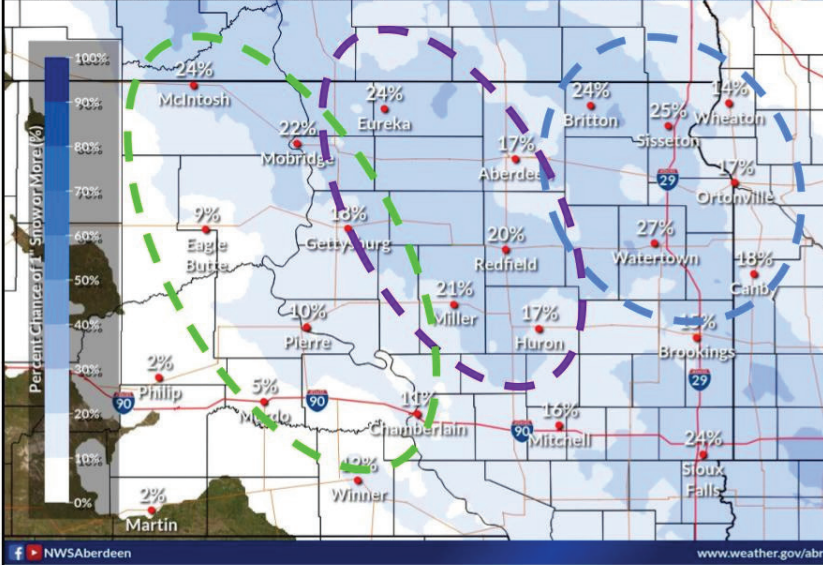 100%
90%
80%
70%
60%
50%
40%
30%
20%
10%
0%
Percent Chance of 1" Snow or More (%)
24%
McIntosh
22%
Mobridge
24%
Eureka
17%
Aberdeen
24%
Britton
25%
Sisseton
14%
Wheaton
29
17%
Ortonville
9%
Eagle
Butte
Gettysburg
20%
Redfield
27%
Watertown
18%
Canby
10%
Pierre
21%
Miller
17%
Huron
Brookings
29
2%
Philip
90
5%
Murdo
90
11%
Chamberlain
90
16%
Mitchell
24%
Sioux
Falls
Winner
2%
Martin
NWSAberdeen
www.weather.gov/abr